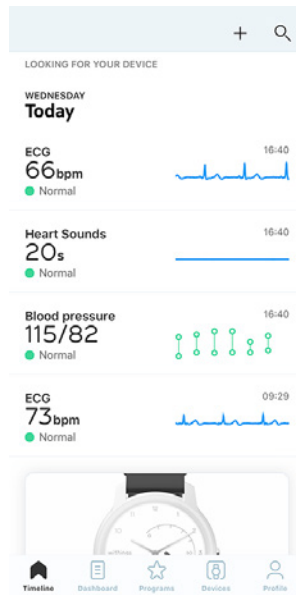 LOOKING FOR YOUR DEVICE
WEDNESDAY
Today
ECG 16:40
66bpm
Normal
Heart Sounds 16:40
20s
Normal
Blood pressure 16:40
115/82
Normal
ECG 09:29
73bpm
Normal
Timeline Dashboard Programs Devices Profile